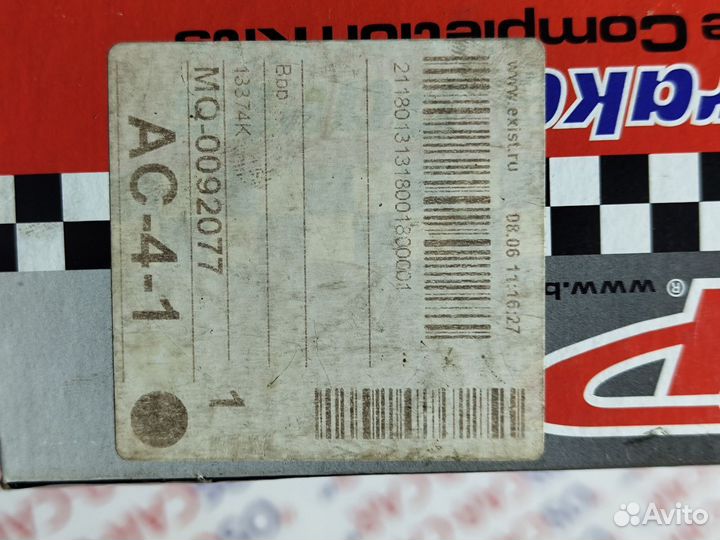 www.exist.ru 08.06 11:16:27
21180131318001800001
Bpp
13374K
1
MQ-0092077
AC-4-1
e Completion Kits
rako
www.b
®
Avito